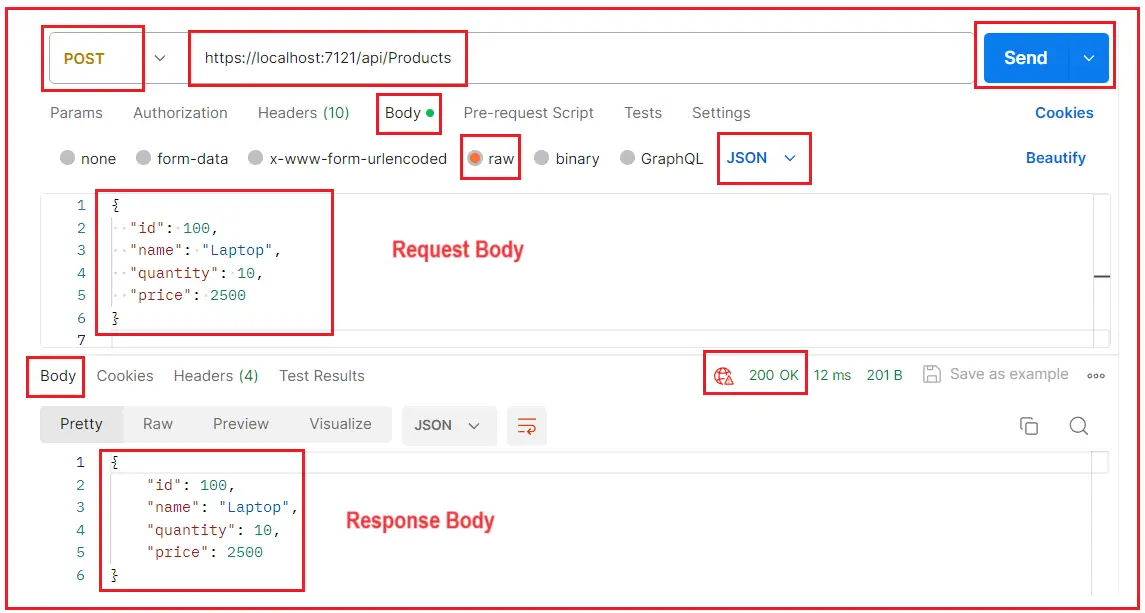 POST https://localhost:7121/api/Products Send
Params Authorization Headers (10) Body Pre-request Script Tests Settings Cookies
none form-data x-www-form-urlencoded raw binary GraphQL JSON Beautify
1 {
2 "id": 100,
3 "name": "Laptop",
Request Body
4 "quantity": 10,
5 "price": 2500
6 }
7
Body Cookies Headers (4) Test Results 200 OK 12 ms 201 B Save as example
Pretty Raw Preview Visualize JSON
1 {
2 "id": 100,
3 "name": "Laptop",
Response Body
4 "quantity": 10,
5 "price": 2500
6 }